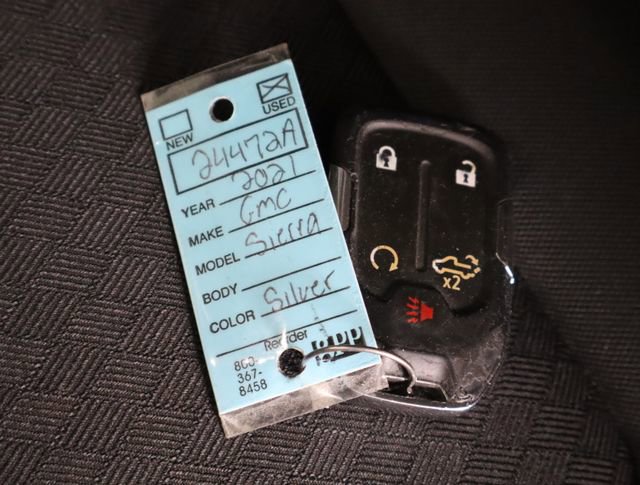 NEW
USED
24472A
YEAR 2021
MAKE GMC
MODEL Sierra
BODY
COLOR Silver
Reorder
800-
367-
8458
x2